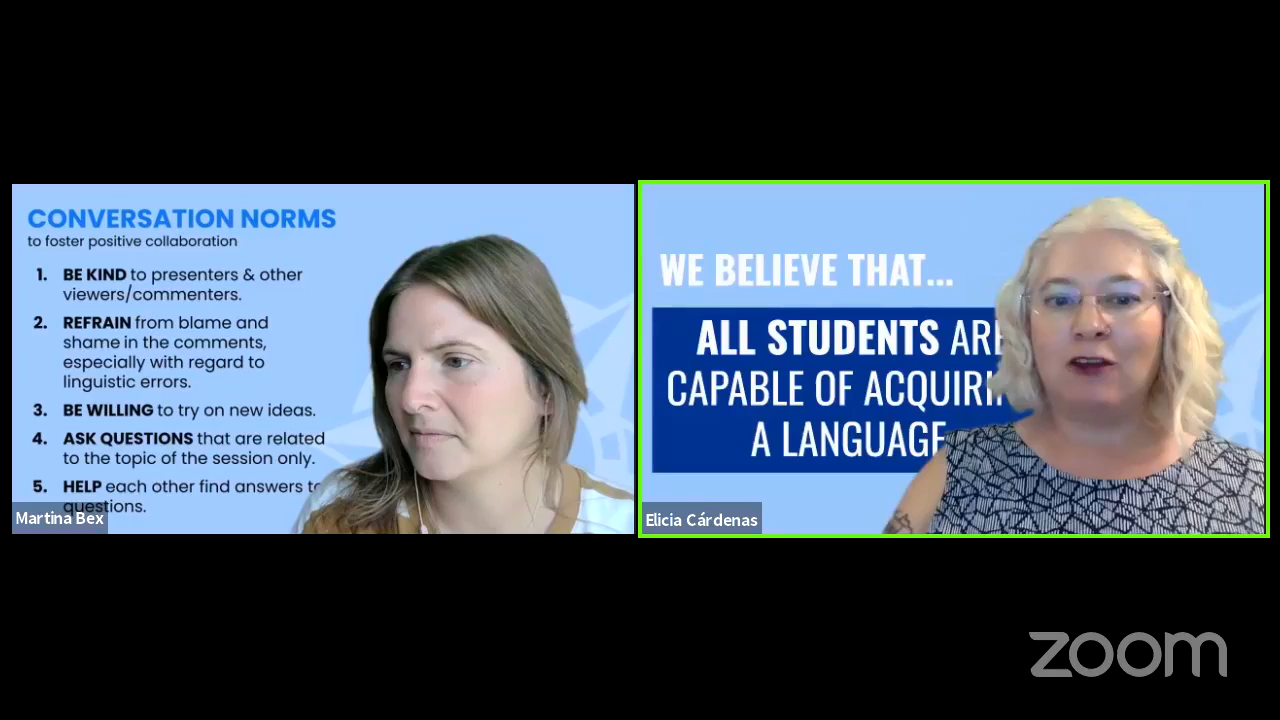 CONVERSATION NORMS
to foster positive collaboration
1. BE KIND to presenters & other
viewers/commenters.
2. REFRAIN from blame and
shame in the comments,
especially with regard to
linguistic errors.
3. BE WILLING to try on new ideas.
4. ASK QUESTIONS that are related
to the topic of the session only.
5. HELP each other find answers to
questions.
Martina Bex
WE BELIEVE THAT...
ALL STUDENTS ARE
CAPABLE OF ACQUIRI
A LANGUAGE
Elicia Cárdenas
zoom